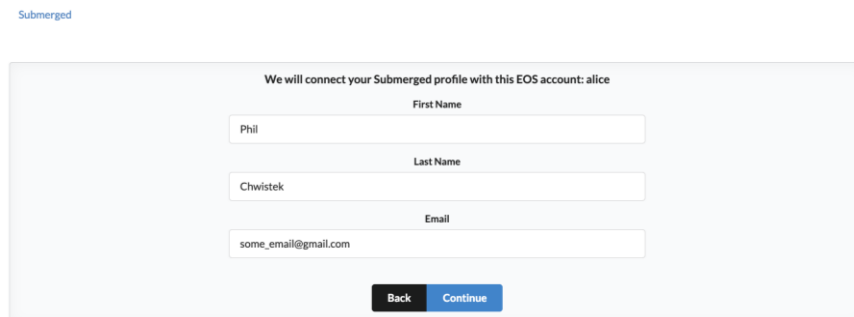 Submerged
We will connect your Submerged profile with this EOS account: alice
First Name
Phil
Last Name
Chwistek
Email
some_email@gmail.com
Back Continue